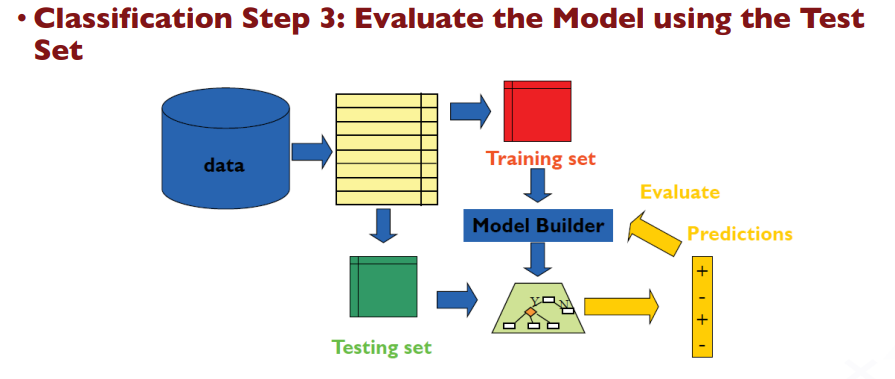 • Classification Step 3: Evaluate the Model using the Test
Set
data
Training set
Evaluate
Model Builder
Predictions
+
-
+
-
Y
N
Testing set